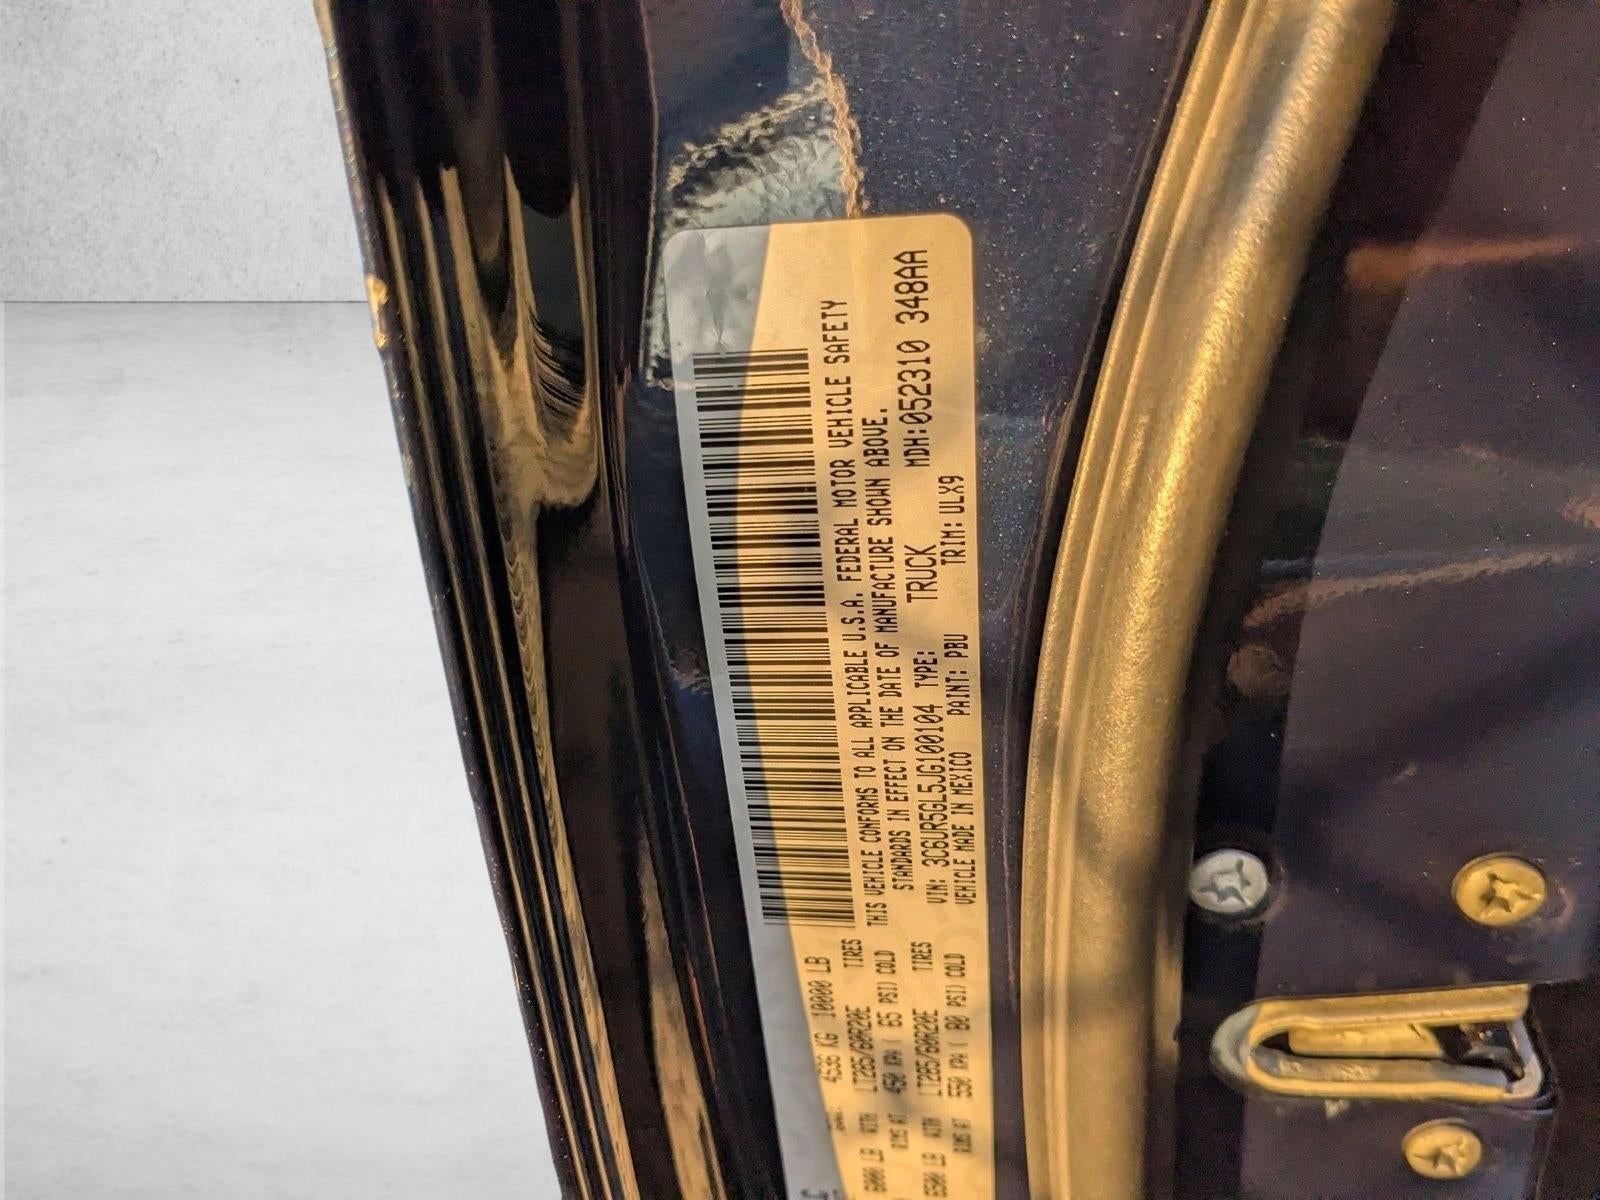 4536 KG 10000 LB
6000 LB WITH LT285/60R20E TIRES
RIMS AT 450 KPA ( 65 PSI) COLD
6500 LB WITH LT285/60R20E TIRES
RIMS AT 550 KPA ( 80 PSI) COLD
THIS VEHICLE CONFORMS TO ALL APPLICABLE U.S.A. FEDERAL MOTOR VEHICLE SAFETY
STANDARDS IN EFFECT ON THE DATE OF MANUFACTURE SHOWN ABOVE.
VIN: 3C6UR5GL5JG100104 TYPE: TRUCK MDH:052310 348AA
VEHICLE MADE IN MEXICO PAINT: PBU TRIM: ULX9